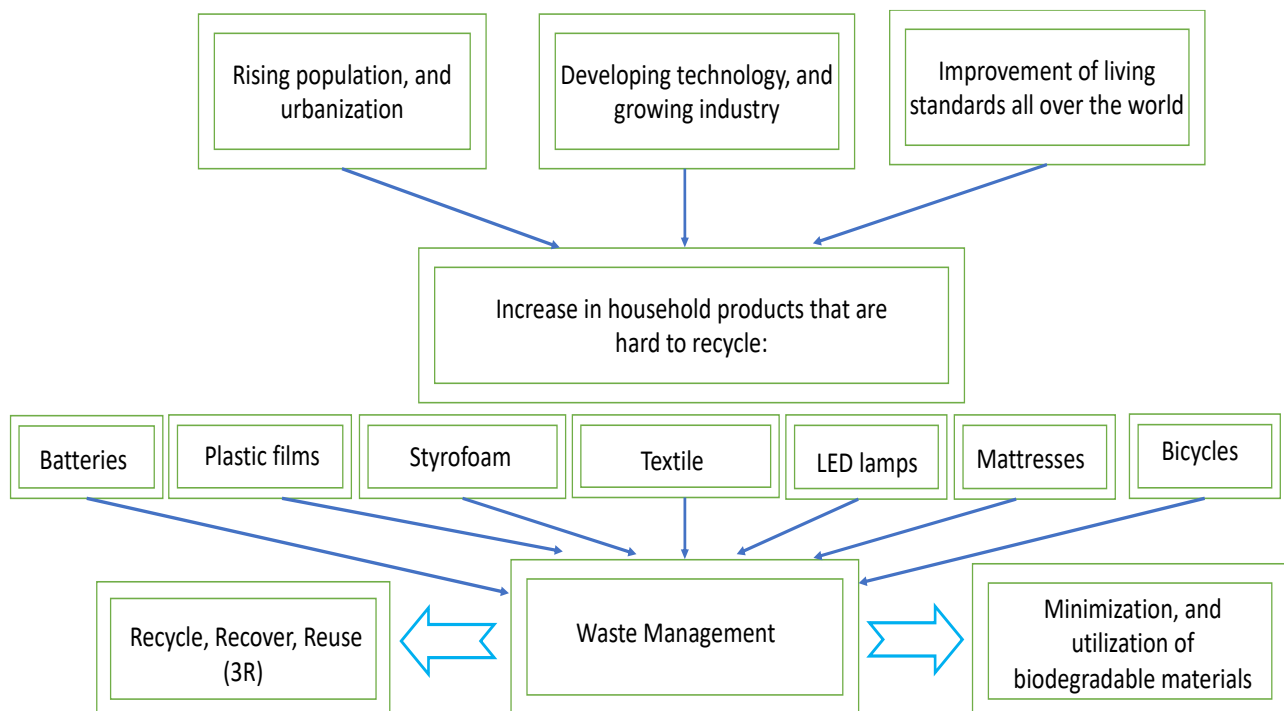 Rising population, and
urbanization
Developing technology, and
growing industry
Improvement of living
standards all over the world
Increase in household products that are
hard to recycle:
Batteries
Plastic films
Styrofoam
Textile
LED lamps
Mattresses
Bicycles
Recycle, Recover, Reuse
(3R)
Waste Management
Minimization, and
utilization of
biodegradable materials